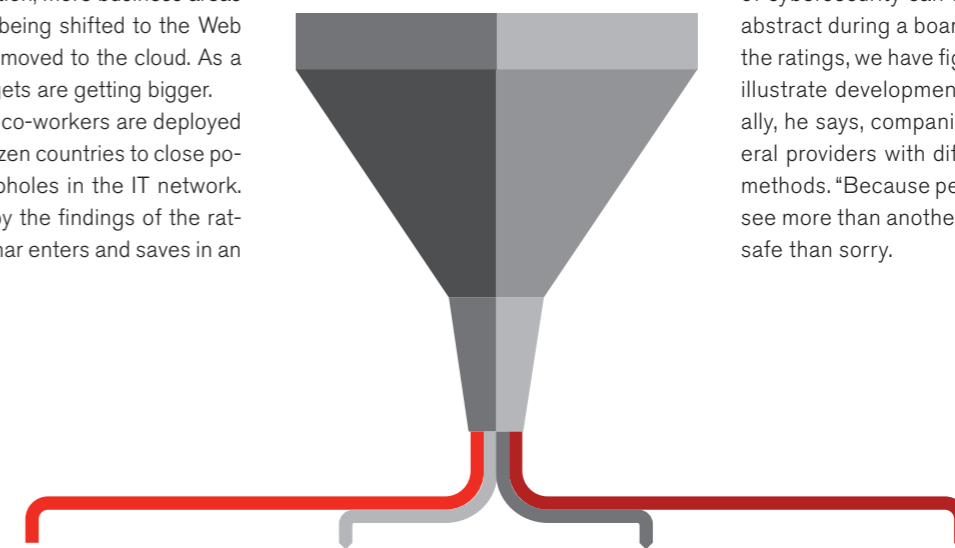 being shifted to the Web
moved to the cloud. As a
gets are getting bigger.
co-workers are deployed
zen countries to close po-
pholes in the IT network.
by the findings of the rat-
nar enters and saves in an
abstract during a boar
the ratings, we have fig
illustrate developmen
ally, he says, compani
eral providers with dif
methods. “Because pe
see more than another
safe than sorry.